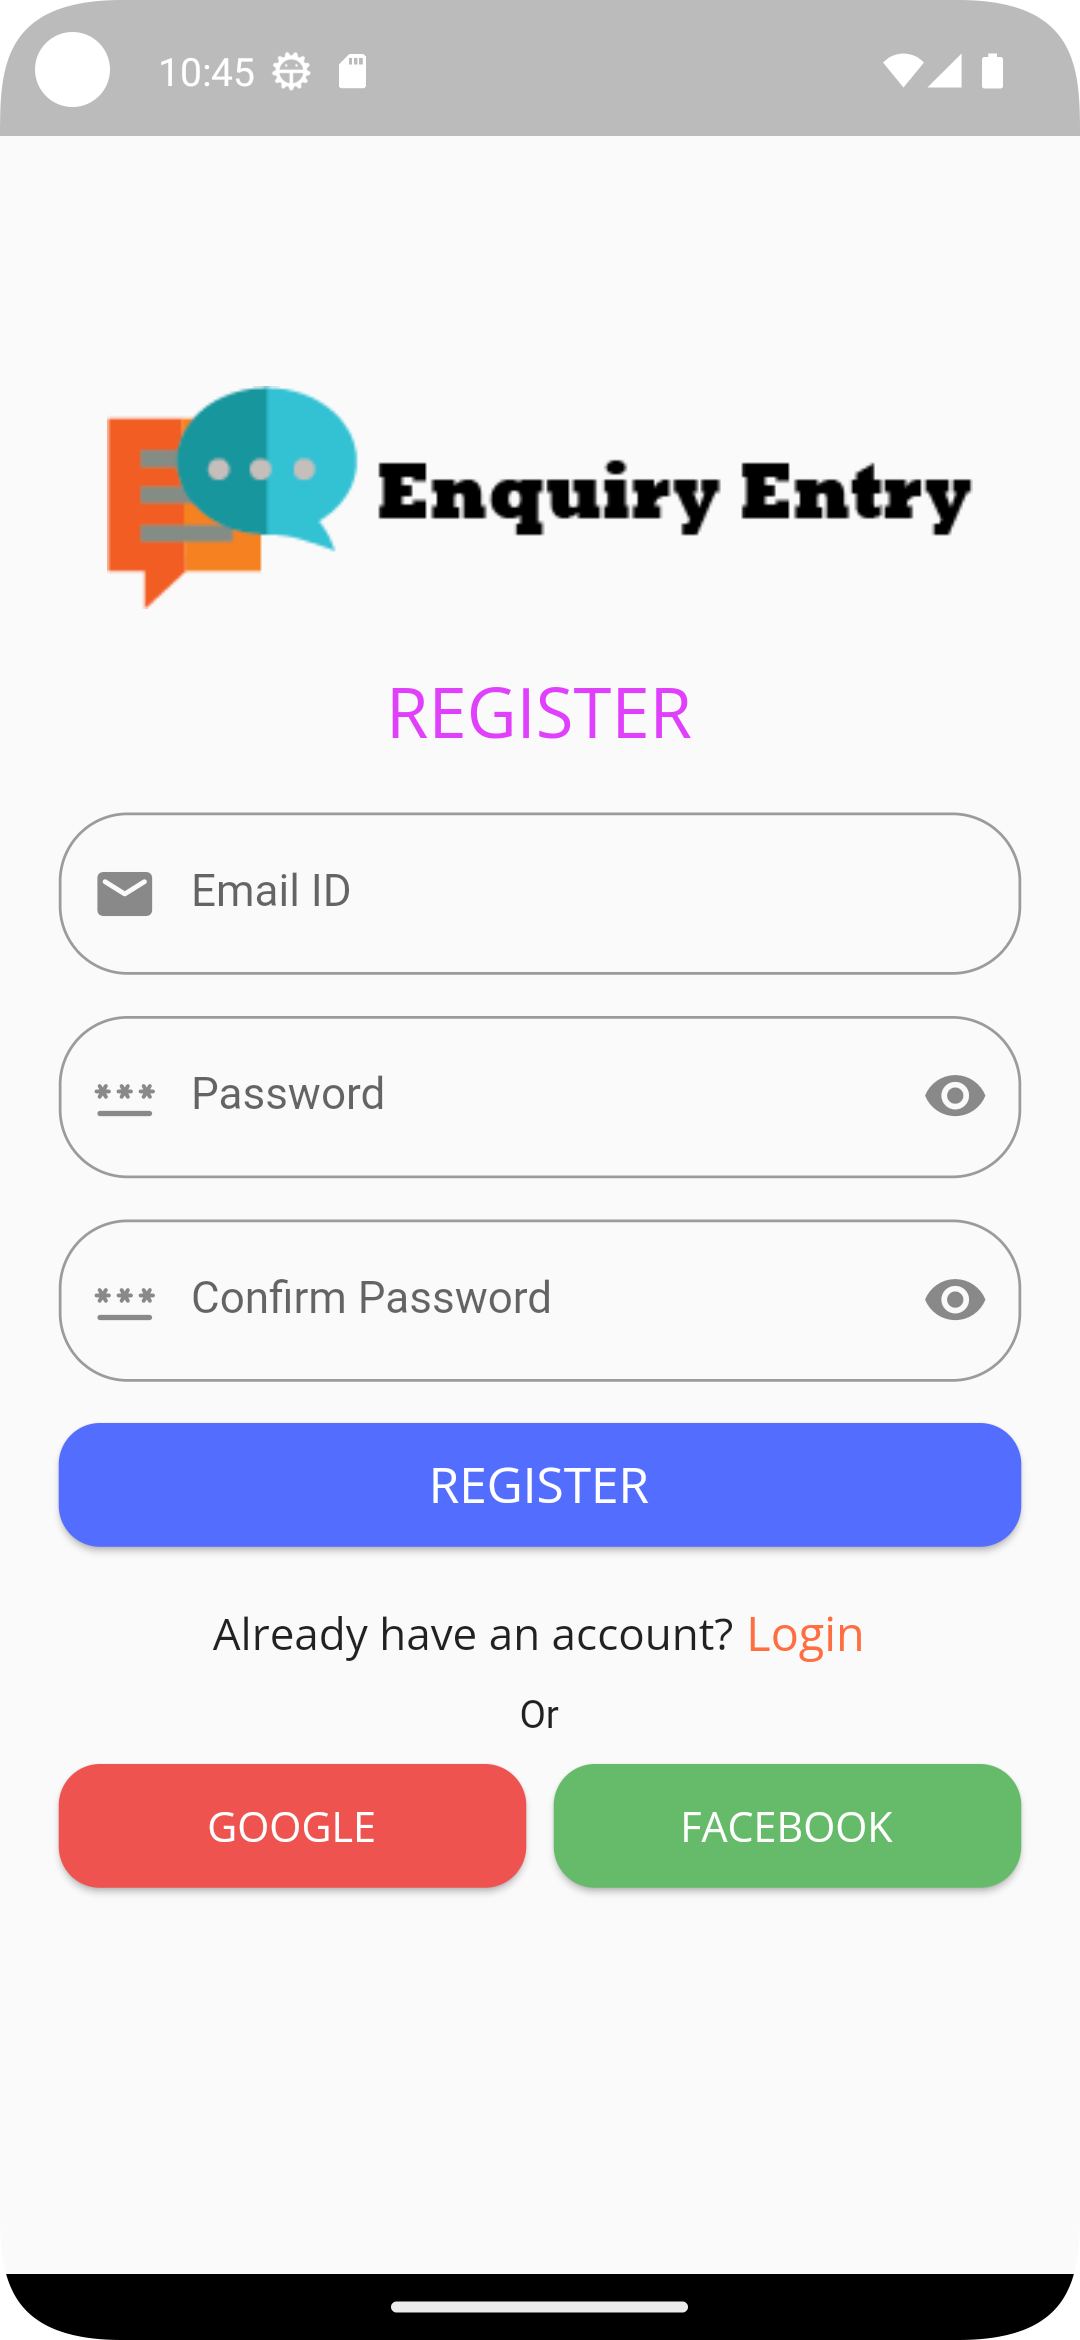 10:45
Enquiry Entry
REGISTER
Email ID
Password
Confirm Password
REGISTER
Already have an account? Login
Or
GOOGLE FACEBOOK